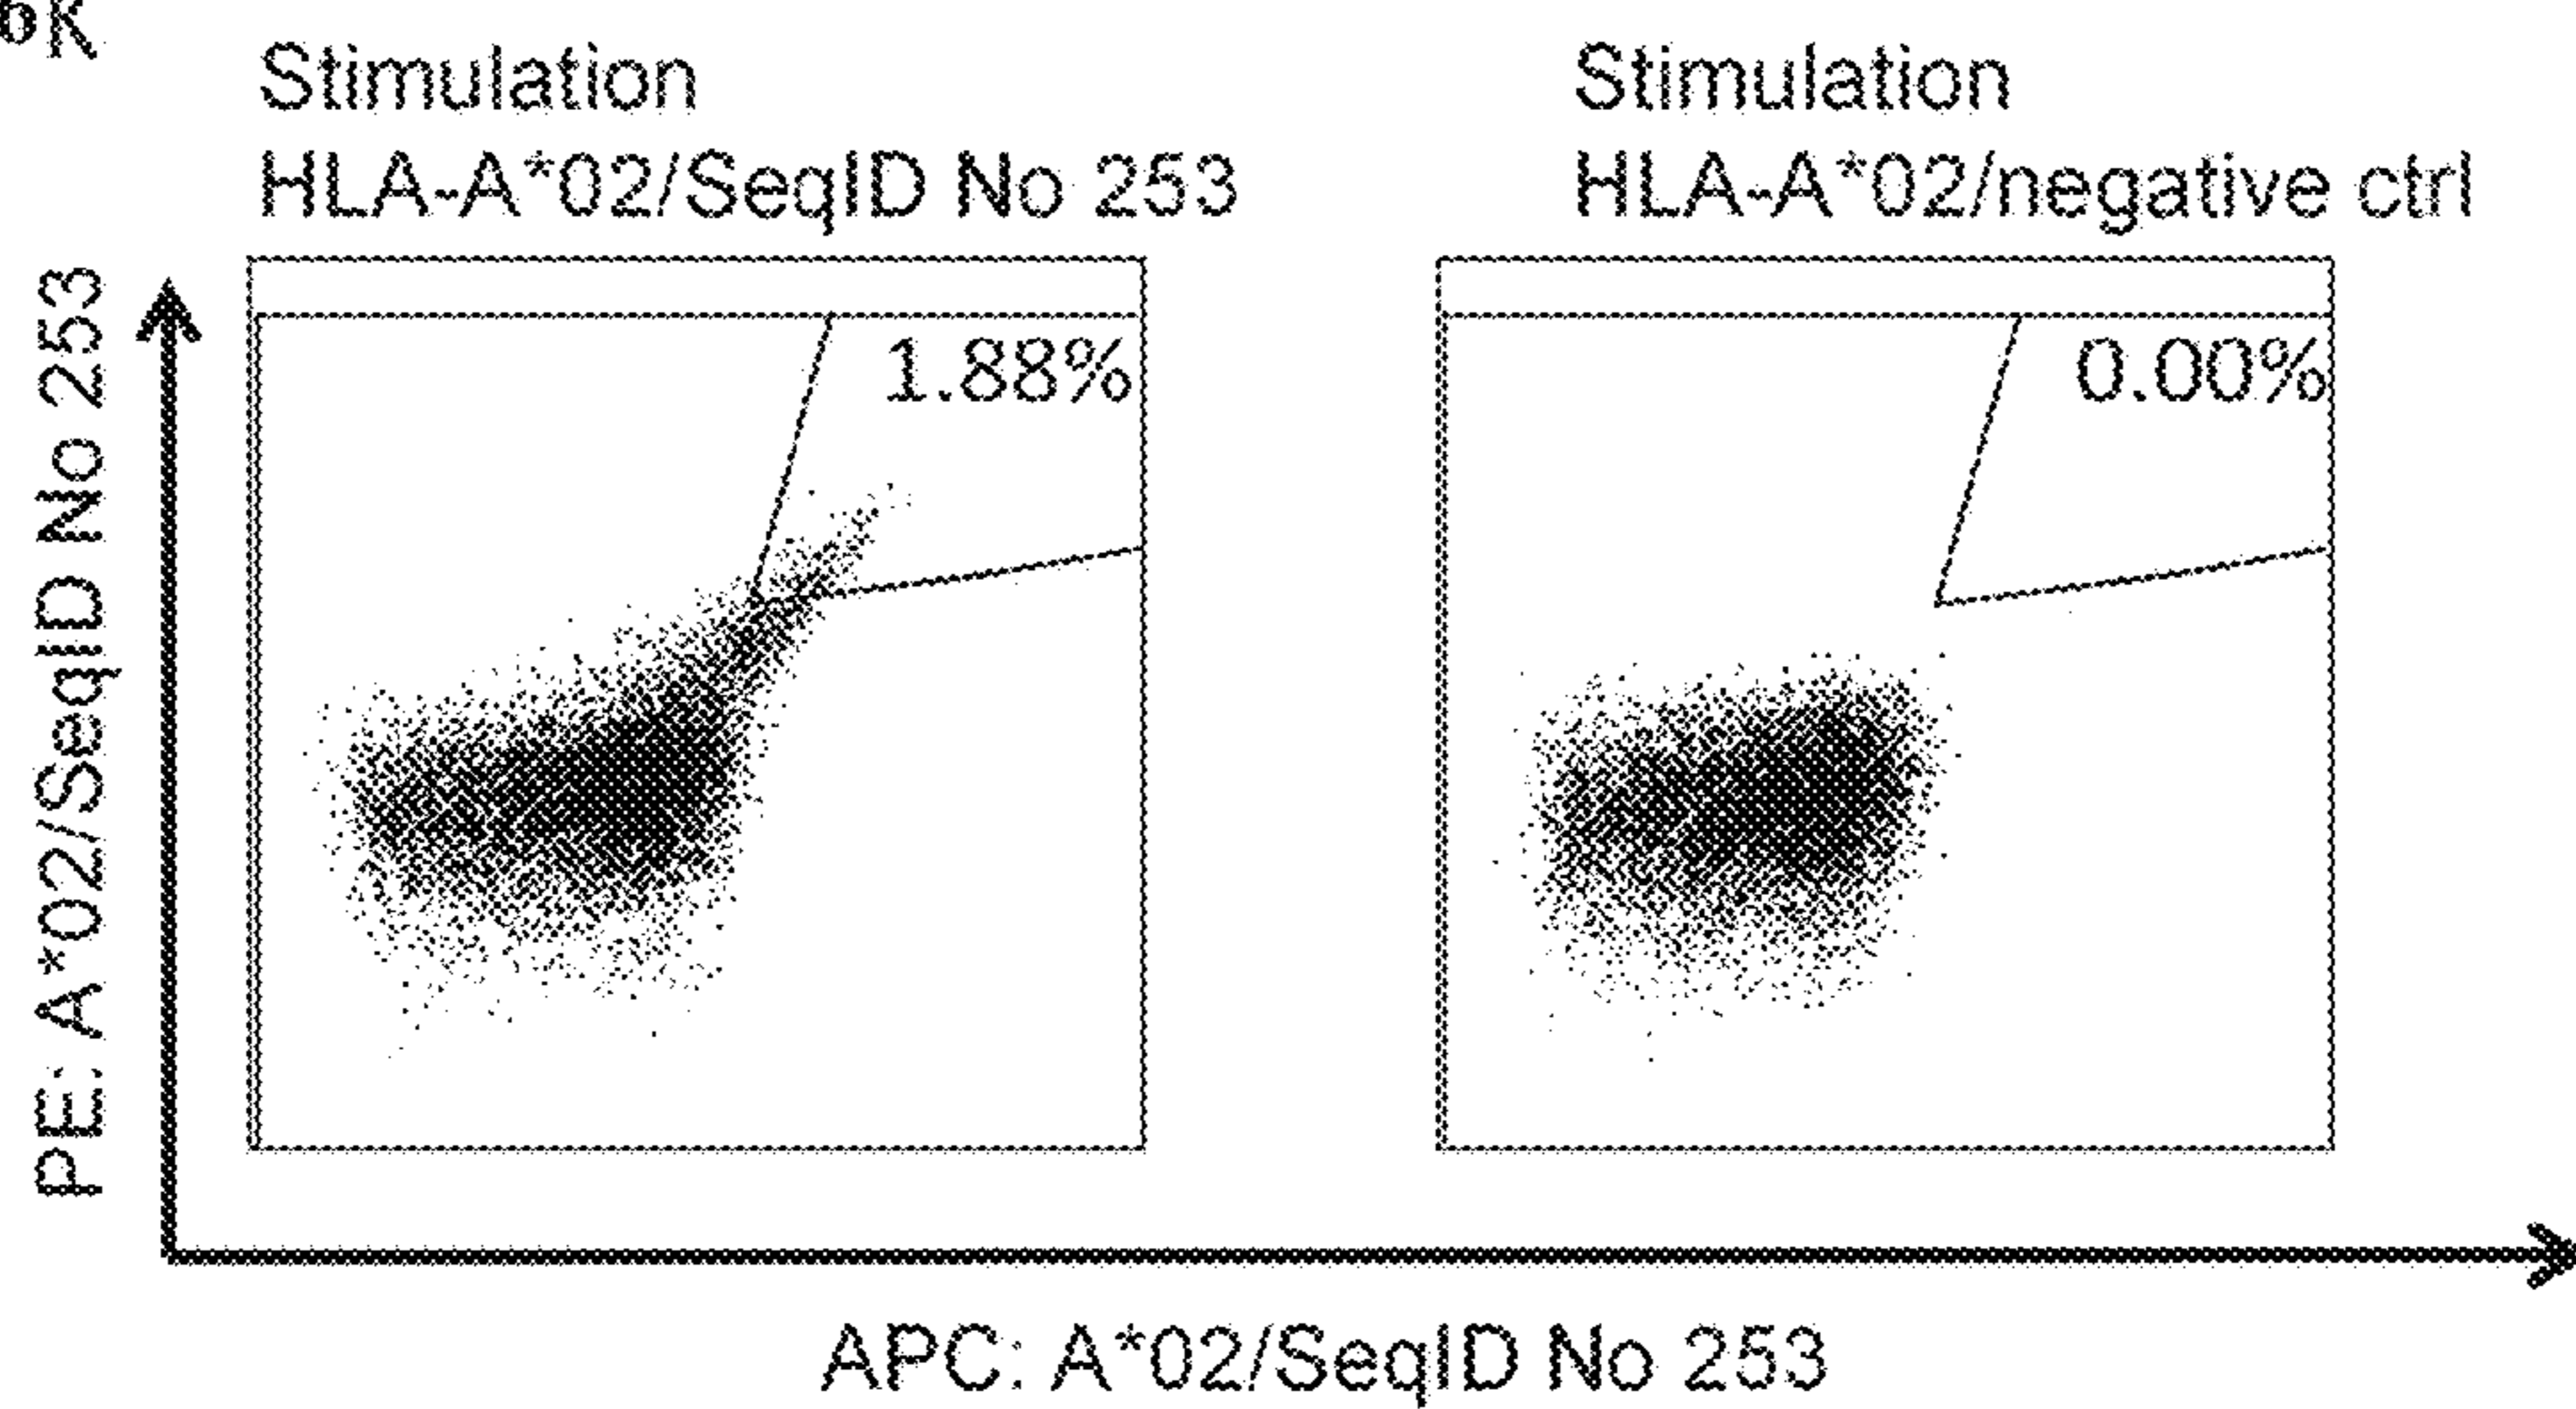 6K
Stimulation
HLA-A*02/SeqID No 253
Stimulation
HLA-A*02/negative ctrl
PE: A*02/SeqID No 253
1.88%
0.00%
APC: A*02/SeqID No 253